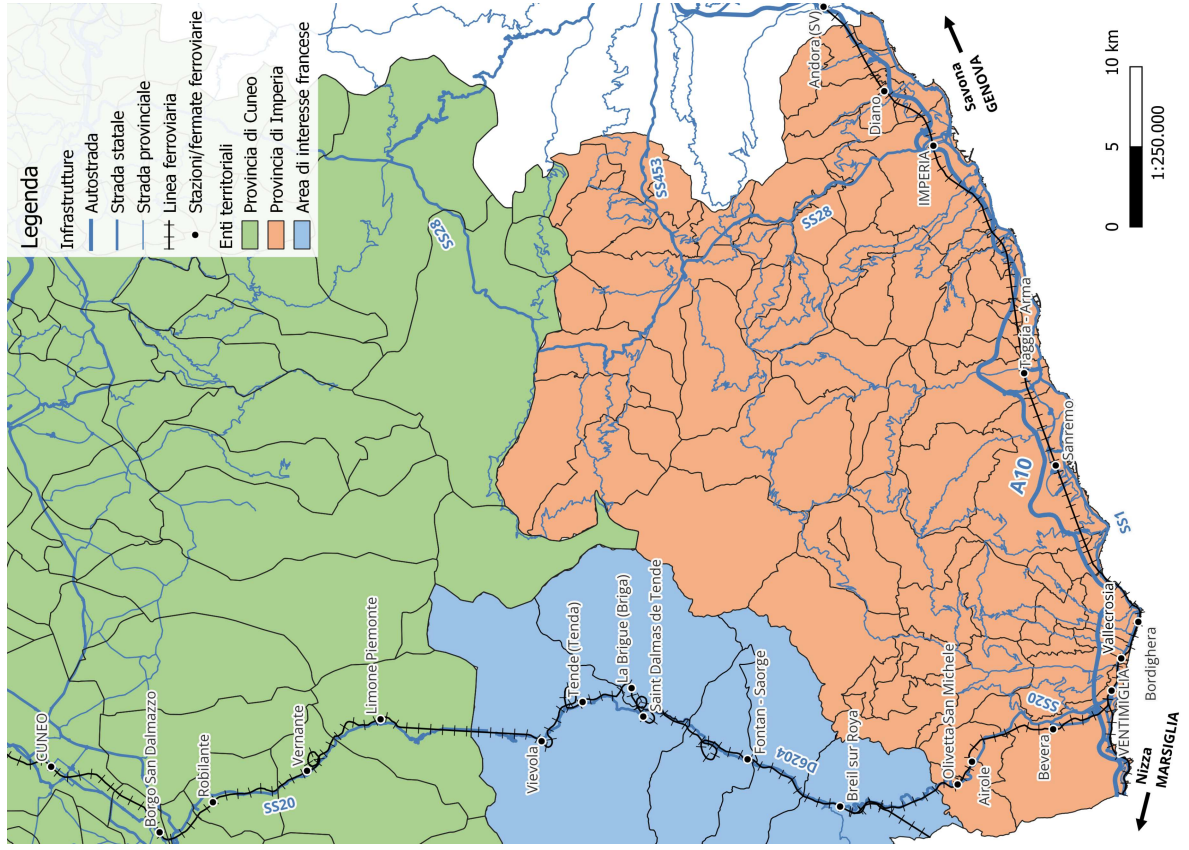 Legenda
Infrastrutture
Autostrada
Strada statale
Strada provinciale
Linea ferroviaria
Stazioni/fermate ferroviarie
Enti territoriali
Provincia di Cuneo
Provincia di Imperia
Area di interesse francese
CUNEO
Borgo San Dalmazzo
Robilante
Vernante
SS20
Limone Piemonte
Vievola
Tende (Tenda)
La Brigue (Briga)
Saint Dalmas de Tende
Fontan - Saorge
D6204
Breil sur Roya
Olivetta San Michele
Airole
Bevera
SS20
VENTIMIGLIA
Vallecrosia
Bordighera
Nizza
MARSIGLIA
SS28
SS453
SS28
A10
SS1
Sanremo
Taggia - Arma
IMPERIA
Diano
Andora (SV)
Savona
GENOVA
0
5
10 km
1:250.000